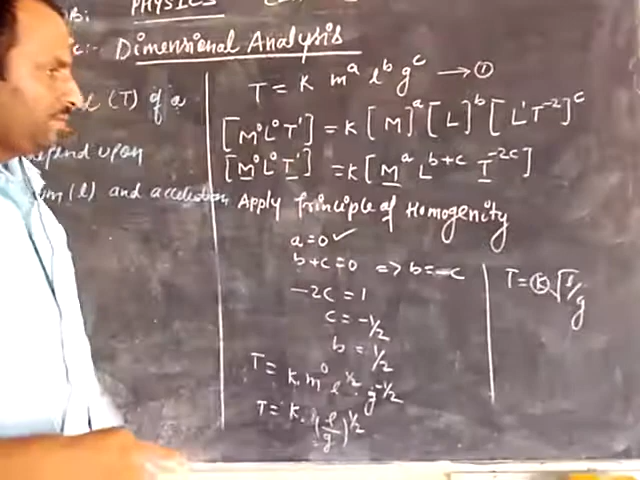 B: PHYSICS
c:- Dimensional Analysis
(T) of a
depend upon
(l) and acceleration
T = K m^a l^b g^c → ①
[M⁰L⁰T¹] = K [M]^a [L]^b [L¹T⁻²]^c
[M⁰L⁰T¹] = K [M^a L^b+c T^-2c]
Apply Principle of Homogenity
a=0 ✓
b+c=0 => b=-c
-2c = 1
c = -1/2
b = 1/2
T = K. m⁰ l^1/2 . g^-1/2
T = K. (l/g)^1/2
T = K √l/g